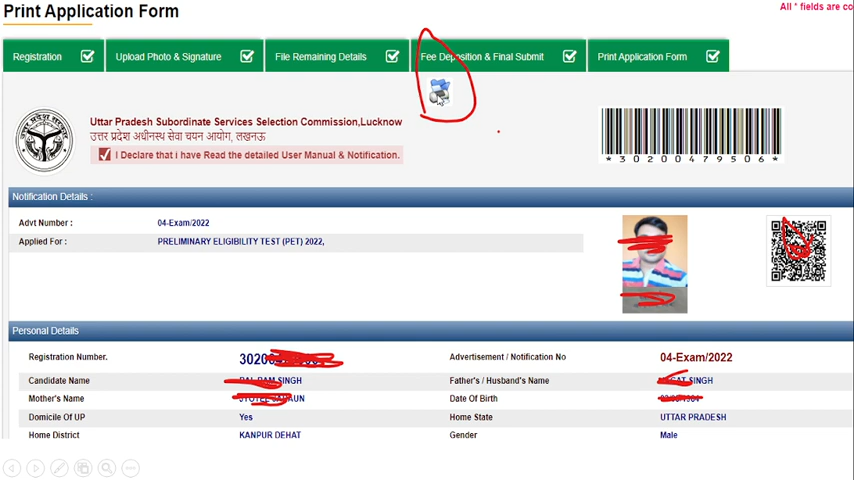 Print Application Form
All * fields are co
Registration
Upload Photo & Signature
File Remaining Details
Fee Deposition & Final Submit
Print Application Form
Uttar Pradesh Subordinate Services Selection Commission,Lucknow
उत्तर प्रदेश अधीनस्थ सेवा चयन आयोग, लखनऊ
I Declare that i have Read the detailed User Manual & Notification.
*30200479506*
Notification Details :
Advt Number : 04-Exam/2022
Applied For : PRELIMINARY ELIGIBILITY TEST (PET) 2022,
Personal Details
Registration Number. Advertisement / Notification No 04-Exam/2022
Candidate Name SINGH Father's / Husband's Name SINGH
Mother's Name Date Of Birth
Domicile Of UP Yes Home State UTTAR PRADESH
Home District KANPUR DEHAT Gender Male